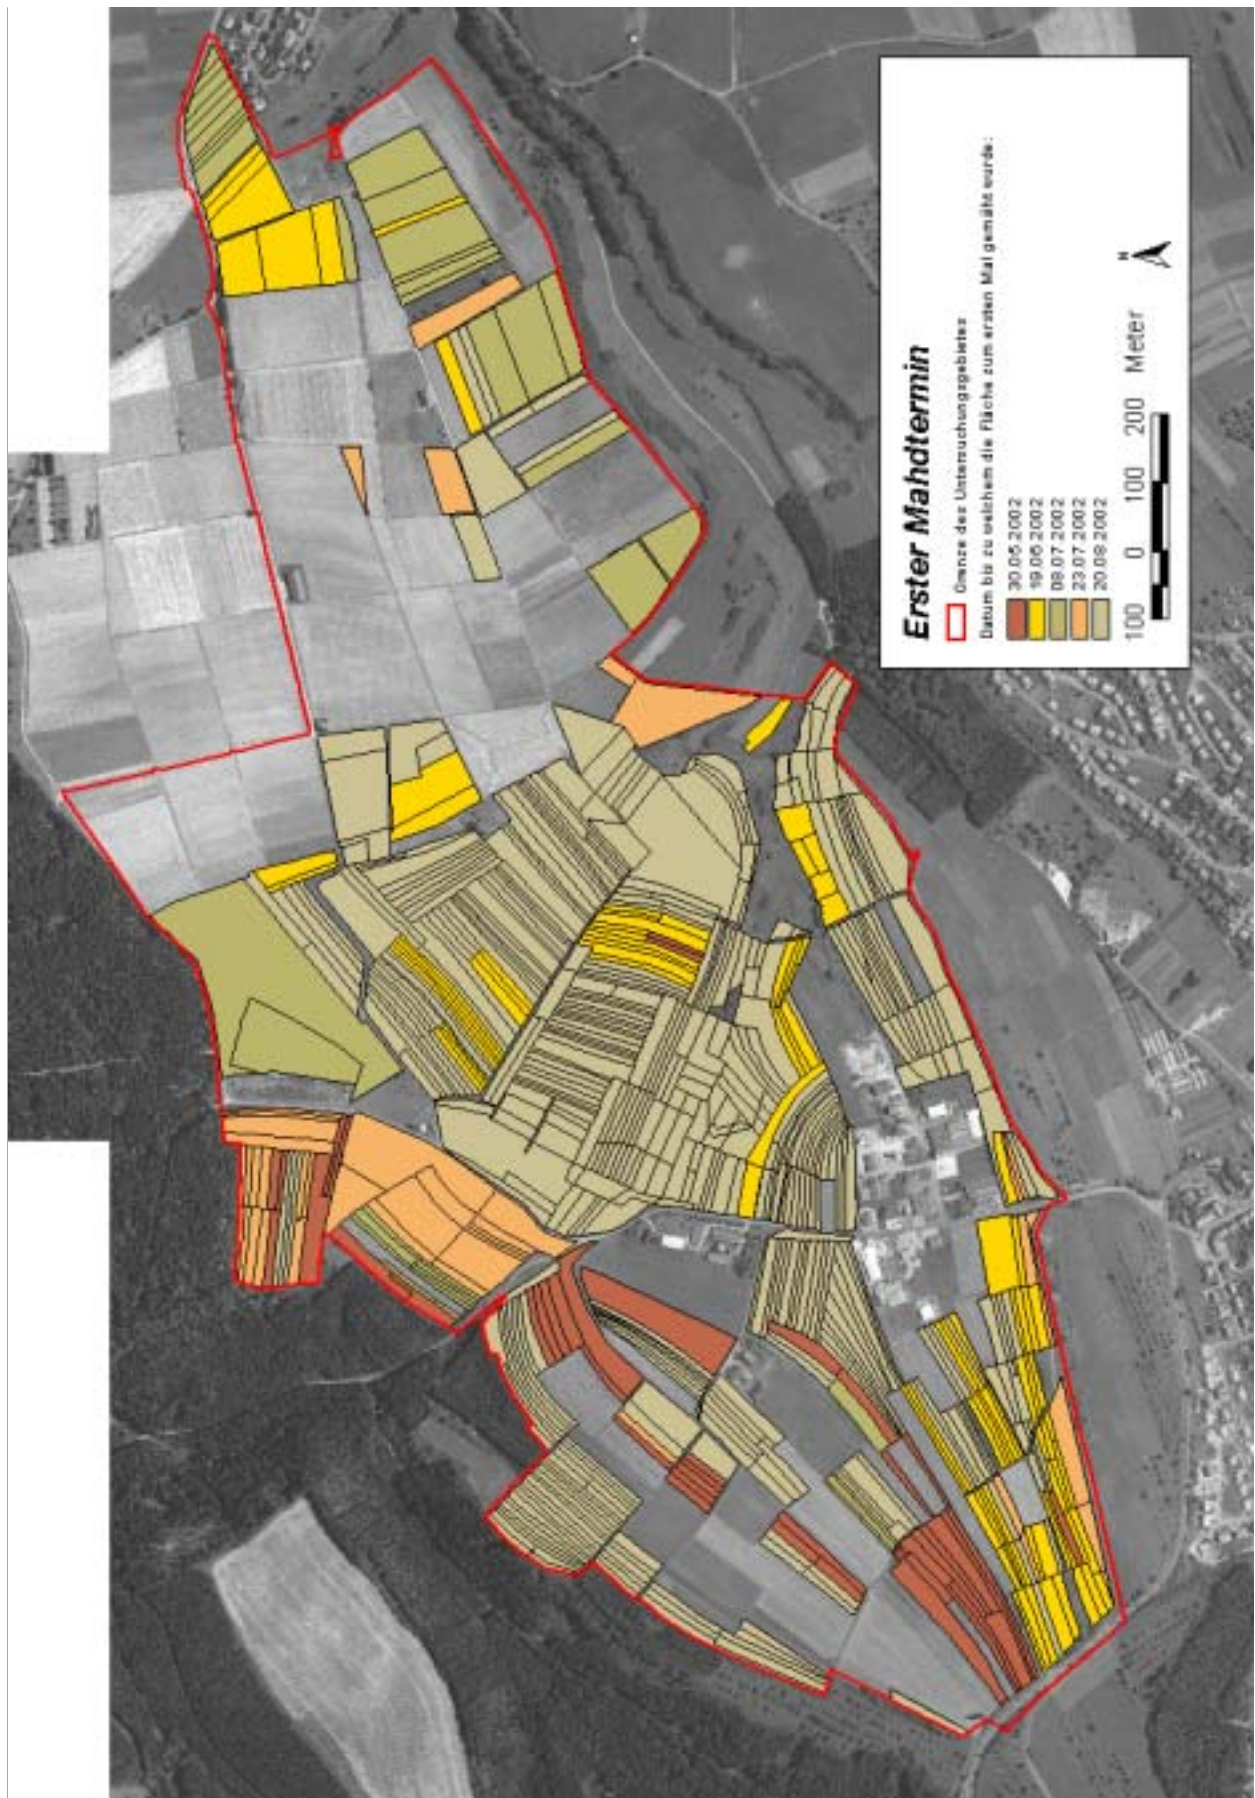 Erster Mahdtermin
Grenze des Untersuchungsgebietes
Datum bis zu welchem die Fläche zum ersten Mal gemäht wurde:
30.05.2002
19.06.2002
08.07.2002
23.07.2002
20.08.2002
N
100 0 100 200 Meter